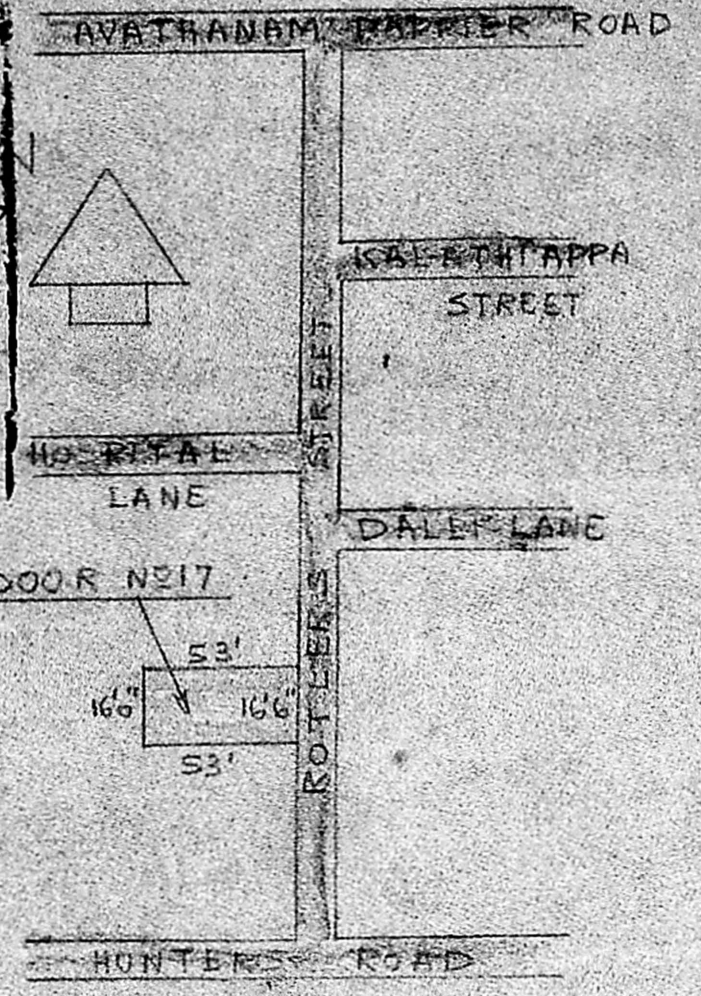 AVATHANAM PAPPIER ROAD
N
KALATHIAPPA
STREET
STREET
HOSPITAL
LANE
LANE
DOOR Nº17
53'
16'6"
16'6"
53'
ROTLERS
HUNTERS ROAD